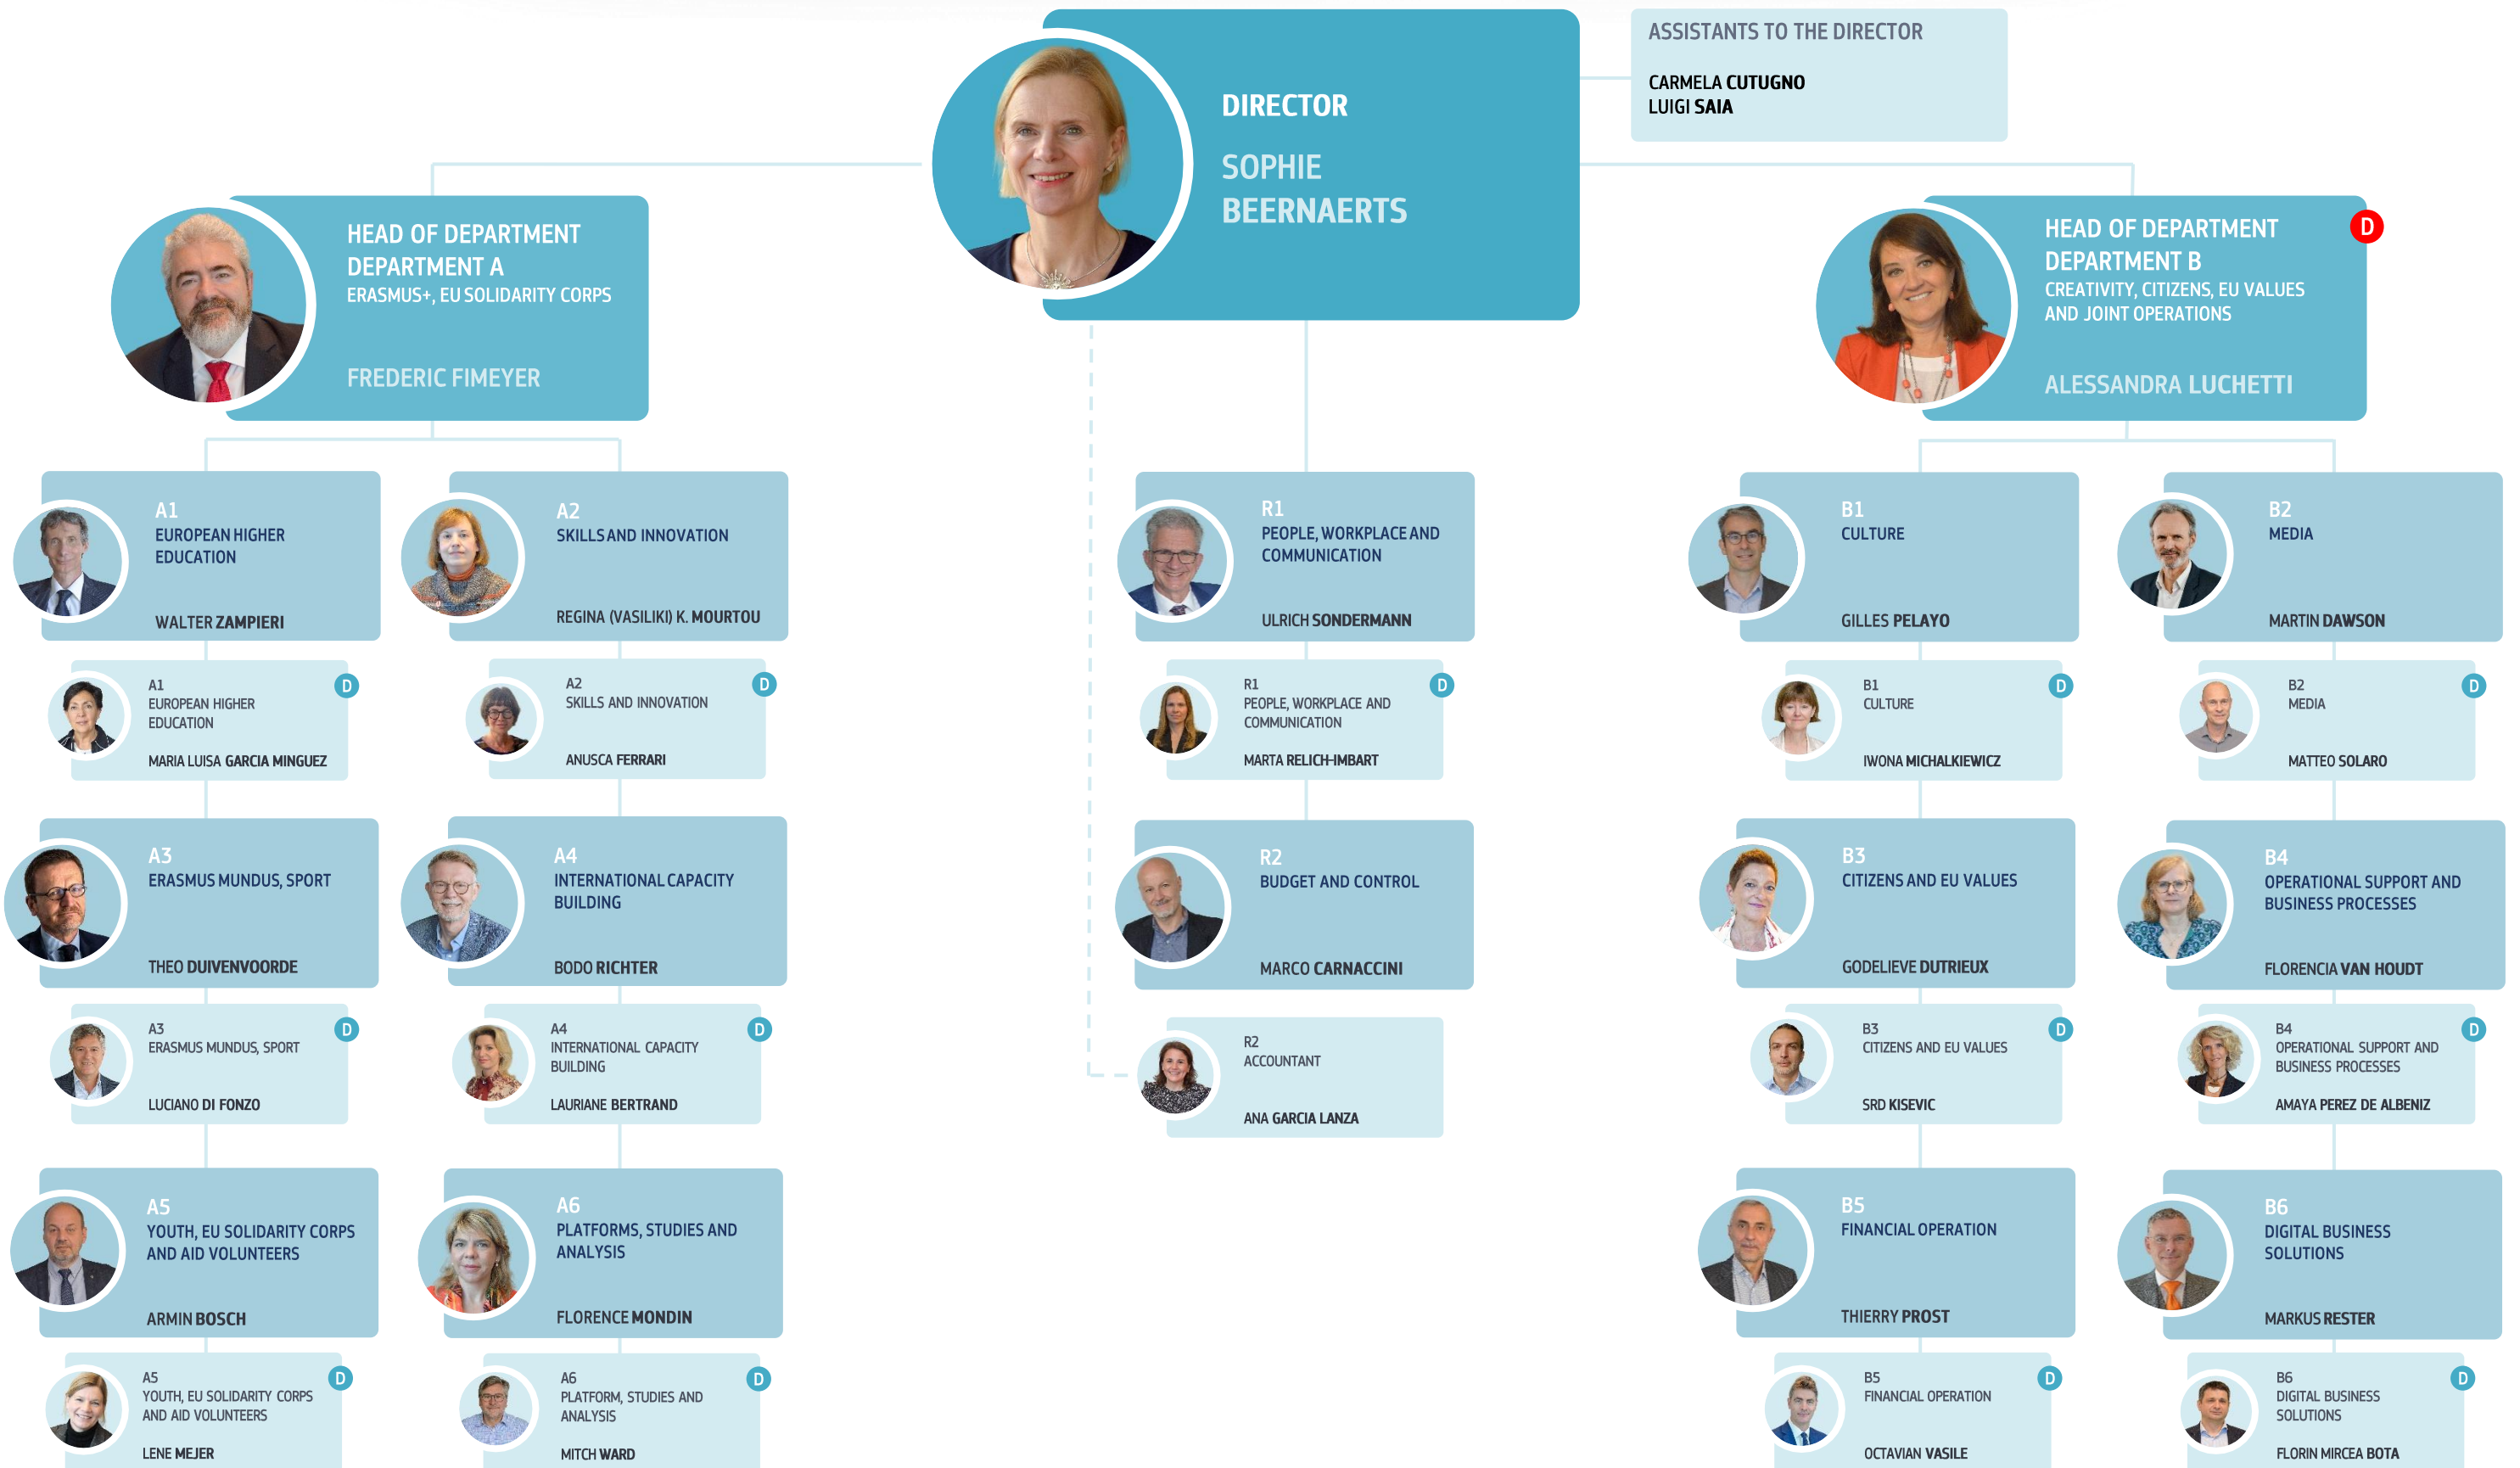 ASSISTANTS TO THE DIRECTOR
CARMELA CUTUGNO
LUIGI SAIA
DIRECTOR
SOPHIE
BEERNAERTS
HEAD OF DEPARTMENT
DEPARTMENT A
ERASMUS+, EU SOLIDARITY CORPS
FREDERIC FIMEYER
HEAD OF DEPARTMENT
DEPARTMENT B
CREATIVITY, CITIZENS, EU VALUES
AND JOINT OPERATIONS
ALESSANDRA LUCHETTI
D
A1
EUROPEAN HIGHER
EDUCATION
WALTER ZAMPIERI
A2
SKILLS AND INNOVATION
REGINA (VASILIKI) K. MOURTOU
R1
PEOPLE, WORKPLACE AND
COMMUNICATION
ULRICH SONDERMANN
B1
CULTURE
GILLES PELAYO
B2
MEDIA
MARTIN DAWSON
A1
EUROPEAN HIGHER
EDUCATION
MARIA LUISA GARCIA MINGUEZ
D
A2
SKILLS AND INNOVATION
ANUSCA FERRARI
D
R1
PEOPLE, WORKPLACE AND
COMMUNICATION
MARTA RELICH-IMBART
D
B1
CULTURE
IWONA MICHALKIEWICZ
D
B2
MEDIA
MATTEO SOLARO
D
A3
ERASMUS MUNDUS, SPORT
THEO DUIVENVOORDE
A4
INTERNATIONAL CAPACITY
BUILDING
BODO RICHTER
R2
BUDGET AND CONTROL
MARCO CARNACCINI
B3
CITIZENS AND EU VALUES
GODELIEVE DUTRIEUX
B4
OPERATIONAL SUPPORT AND
BUSINESS PROCESSES
FLORENCIA VAN HOUDT
A3
ERASMUS MUNDUS, SPORT
LUCIANO DI FONZO
D
A4
INTERNATIONAL CAPACITY
BUILDING
LAURIANE BERTRAND
D
R2
ACCOUNTANT
ANA GARCIA LANZA
B3
CITIZENS AND EU VALUES
SRD KISEVIC
D
B4
OPERATIONAL SUPPORT AND
BUSINESS PROCESSES
AMAYA PEREZ DE ALBENIZ
D
A5
YOUTH, EU SOLIDARITY CORPS
AND AID VOLUNTEERS
ARMIN BOSCH
A6
PLATFORMS, STUDIES AND
ANALYSIS
FLORENCE MONDIN
B5
FINANCIAL OPERATION
THIERRY PROST
B6
DIGITAL BUSINESS
SOLUTIONS
MARKUS RESTER
A5
YOUTH, EU SOLIDARITY CORPS
AND AID VOLUNTEERS
LENE MEJER
D
A6
PLATFORM, STUDIES AND
ANALYSIS
MITCH WARD
D
B5
FINANCIAL OPERATION
OCTAVIAN VASILE
D
B6
DIGITAL BUSINESS
SOLUTIONS
FLORIN MIRCEA BOTA
D